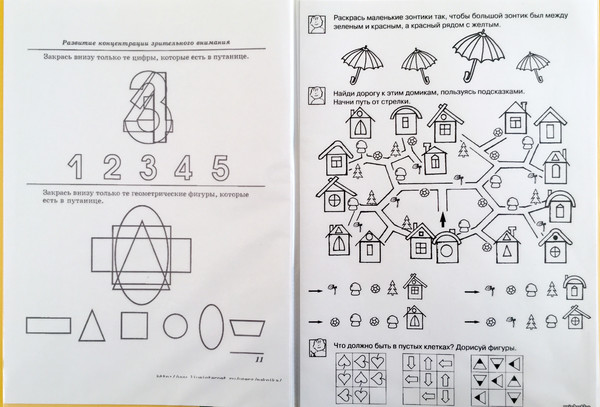 Развитие концентрации зрительного внимания
Закрась внизу только те цифры, которые есть в путанице.
1 2 3 4 5
Закрась внизу только те геометрические фигуры, которые
есть в путанице.
11
Раскрась маленькие зонтики так, чтобы большой зонтик был между
зеленым и красным, а красный рядом с желтым.
Найди дорогу к этим домикам, пользуясь подсказками.
Начни путь от стрелки.
Что должно быть в пустых клетках? Дорисуй фигуры.